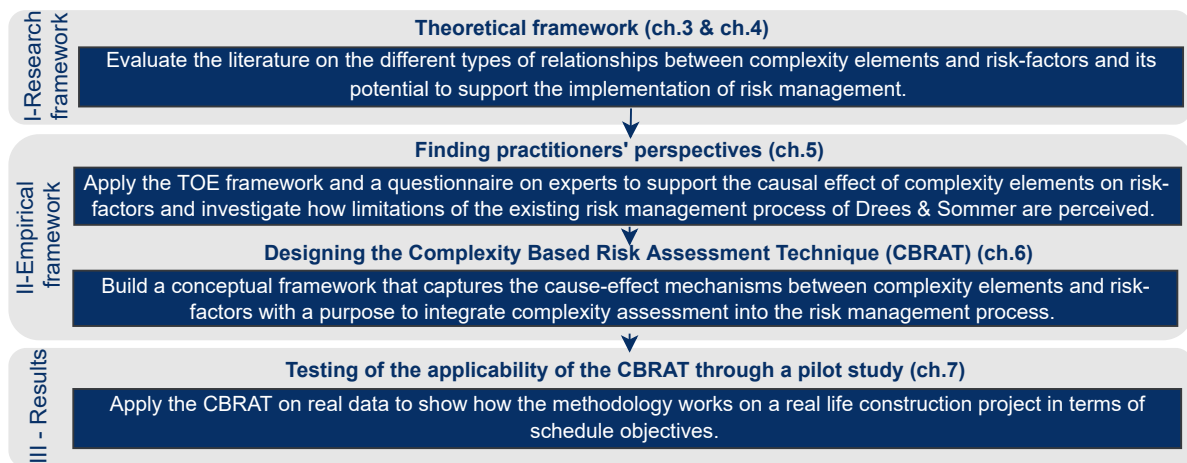 I-Research
framework
Theoretical framework (ch.3 & ch.4)
Evaluate the literature on the different types of relationships between complexity elements and risk-factors and its
potential to support the implementation of risk management.
II-Empirical
framework
Finding practitioners' perspectives (ch.5)
Apply the TOE framework and a questionnaire on experts to support the causal effect of complexity elements on risk-
factors and investigate how limitations of the existing risk management process of Drees & Sommer are perceived.
Designing the Complexity Based Risk Assessment Technique (CBRAT) (ch.6)
Build a conceptual framework that captures the cause-effect mechanisms between complexity elements and risk-
factors with a purpose to integrate complexity assessment into the risk management process.
III - Results
Testing of the applicability of the CBRAT through a pilot study (ch.7)
Apply the CBRAT on real data to show how the methodology works on a real life construction project in terms of
schedule objectives.